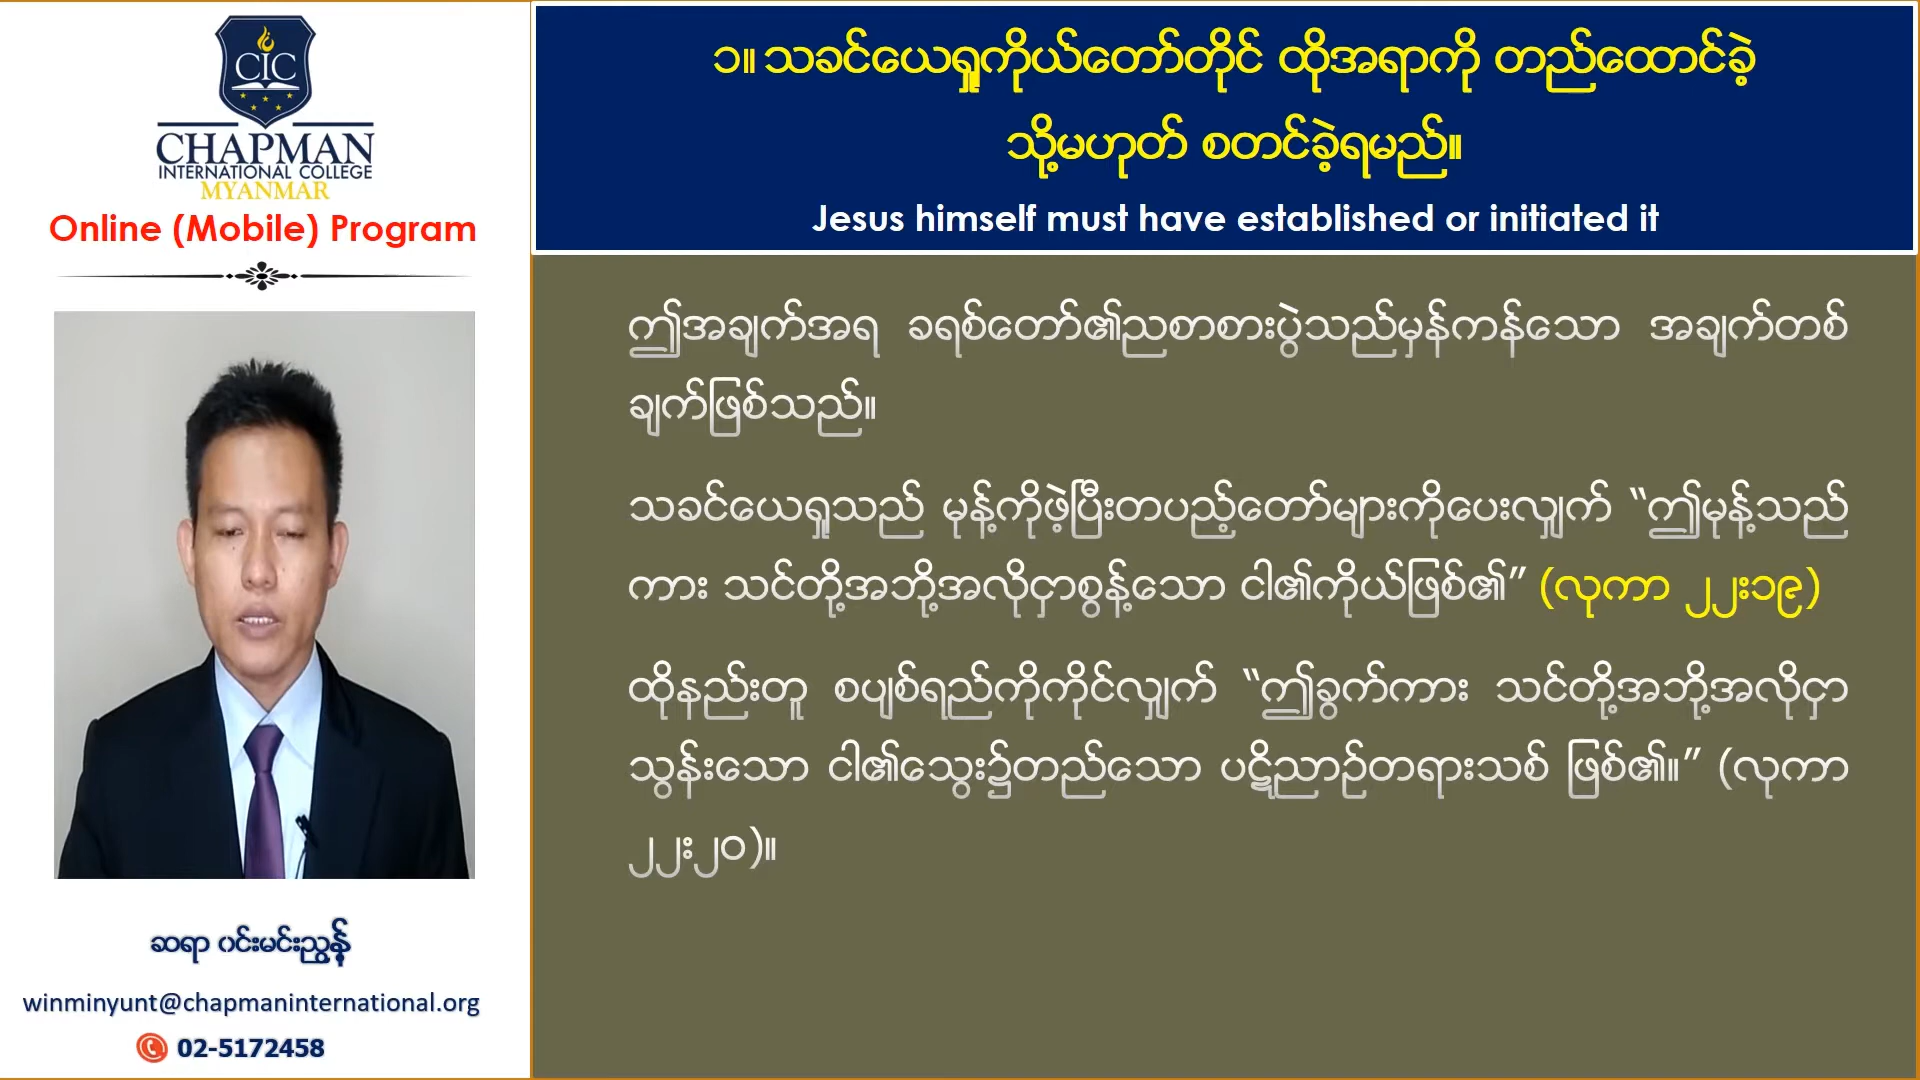 CIC
CHAPMAN
INTERNATIONAL COLLEGE
MYANMAR
Online (Mobile) Program
ဆရာ ဝင်းမင်းညွန့်
winminyunt@chapmaninternational.org
02-5172458
၁။ သခင်ယေရှုကိုယ်တော်တိုင် ထိုအရာကို တည်ထောင်ခဲ့
သို့မဟုတ် စတင်ခဲ့ရမည်။
Jesus himself must have established or initiated it
ဤအချက်အရ ခရစ်တော်၏ညစာစားပွဲသည်မှန်ကန်သော အချက်တစ်
ချက်ဖြစ်သည်။
သခင်ယေရှုသည် မုန့်ကိုဖဲ့ပြီးတပည့်တော်များကိုပေးလျှက် “ဤမုန့်သည်
ကား သင်တို့အဘို့အလိုငှာစွန့်သော ငါ၏ကိုယ်ဖြစ်၏” (လုကာ ၂၂း၁၉)
ထိုနည်းတူ စပျစ်ရည်ကိုကိုင်လျှက် “ဤခွက်ကား သင်တို့အဘို့အလိုငှာ
သွန်းသော ငါ၏သွေး၌တည်သော ပဋိညာဉ်တရားသစ် ဖြစ်၏။” (လုကာ
၂၂း၂၀)။